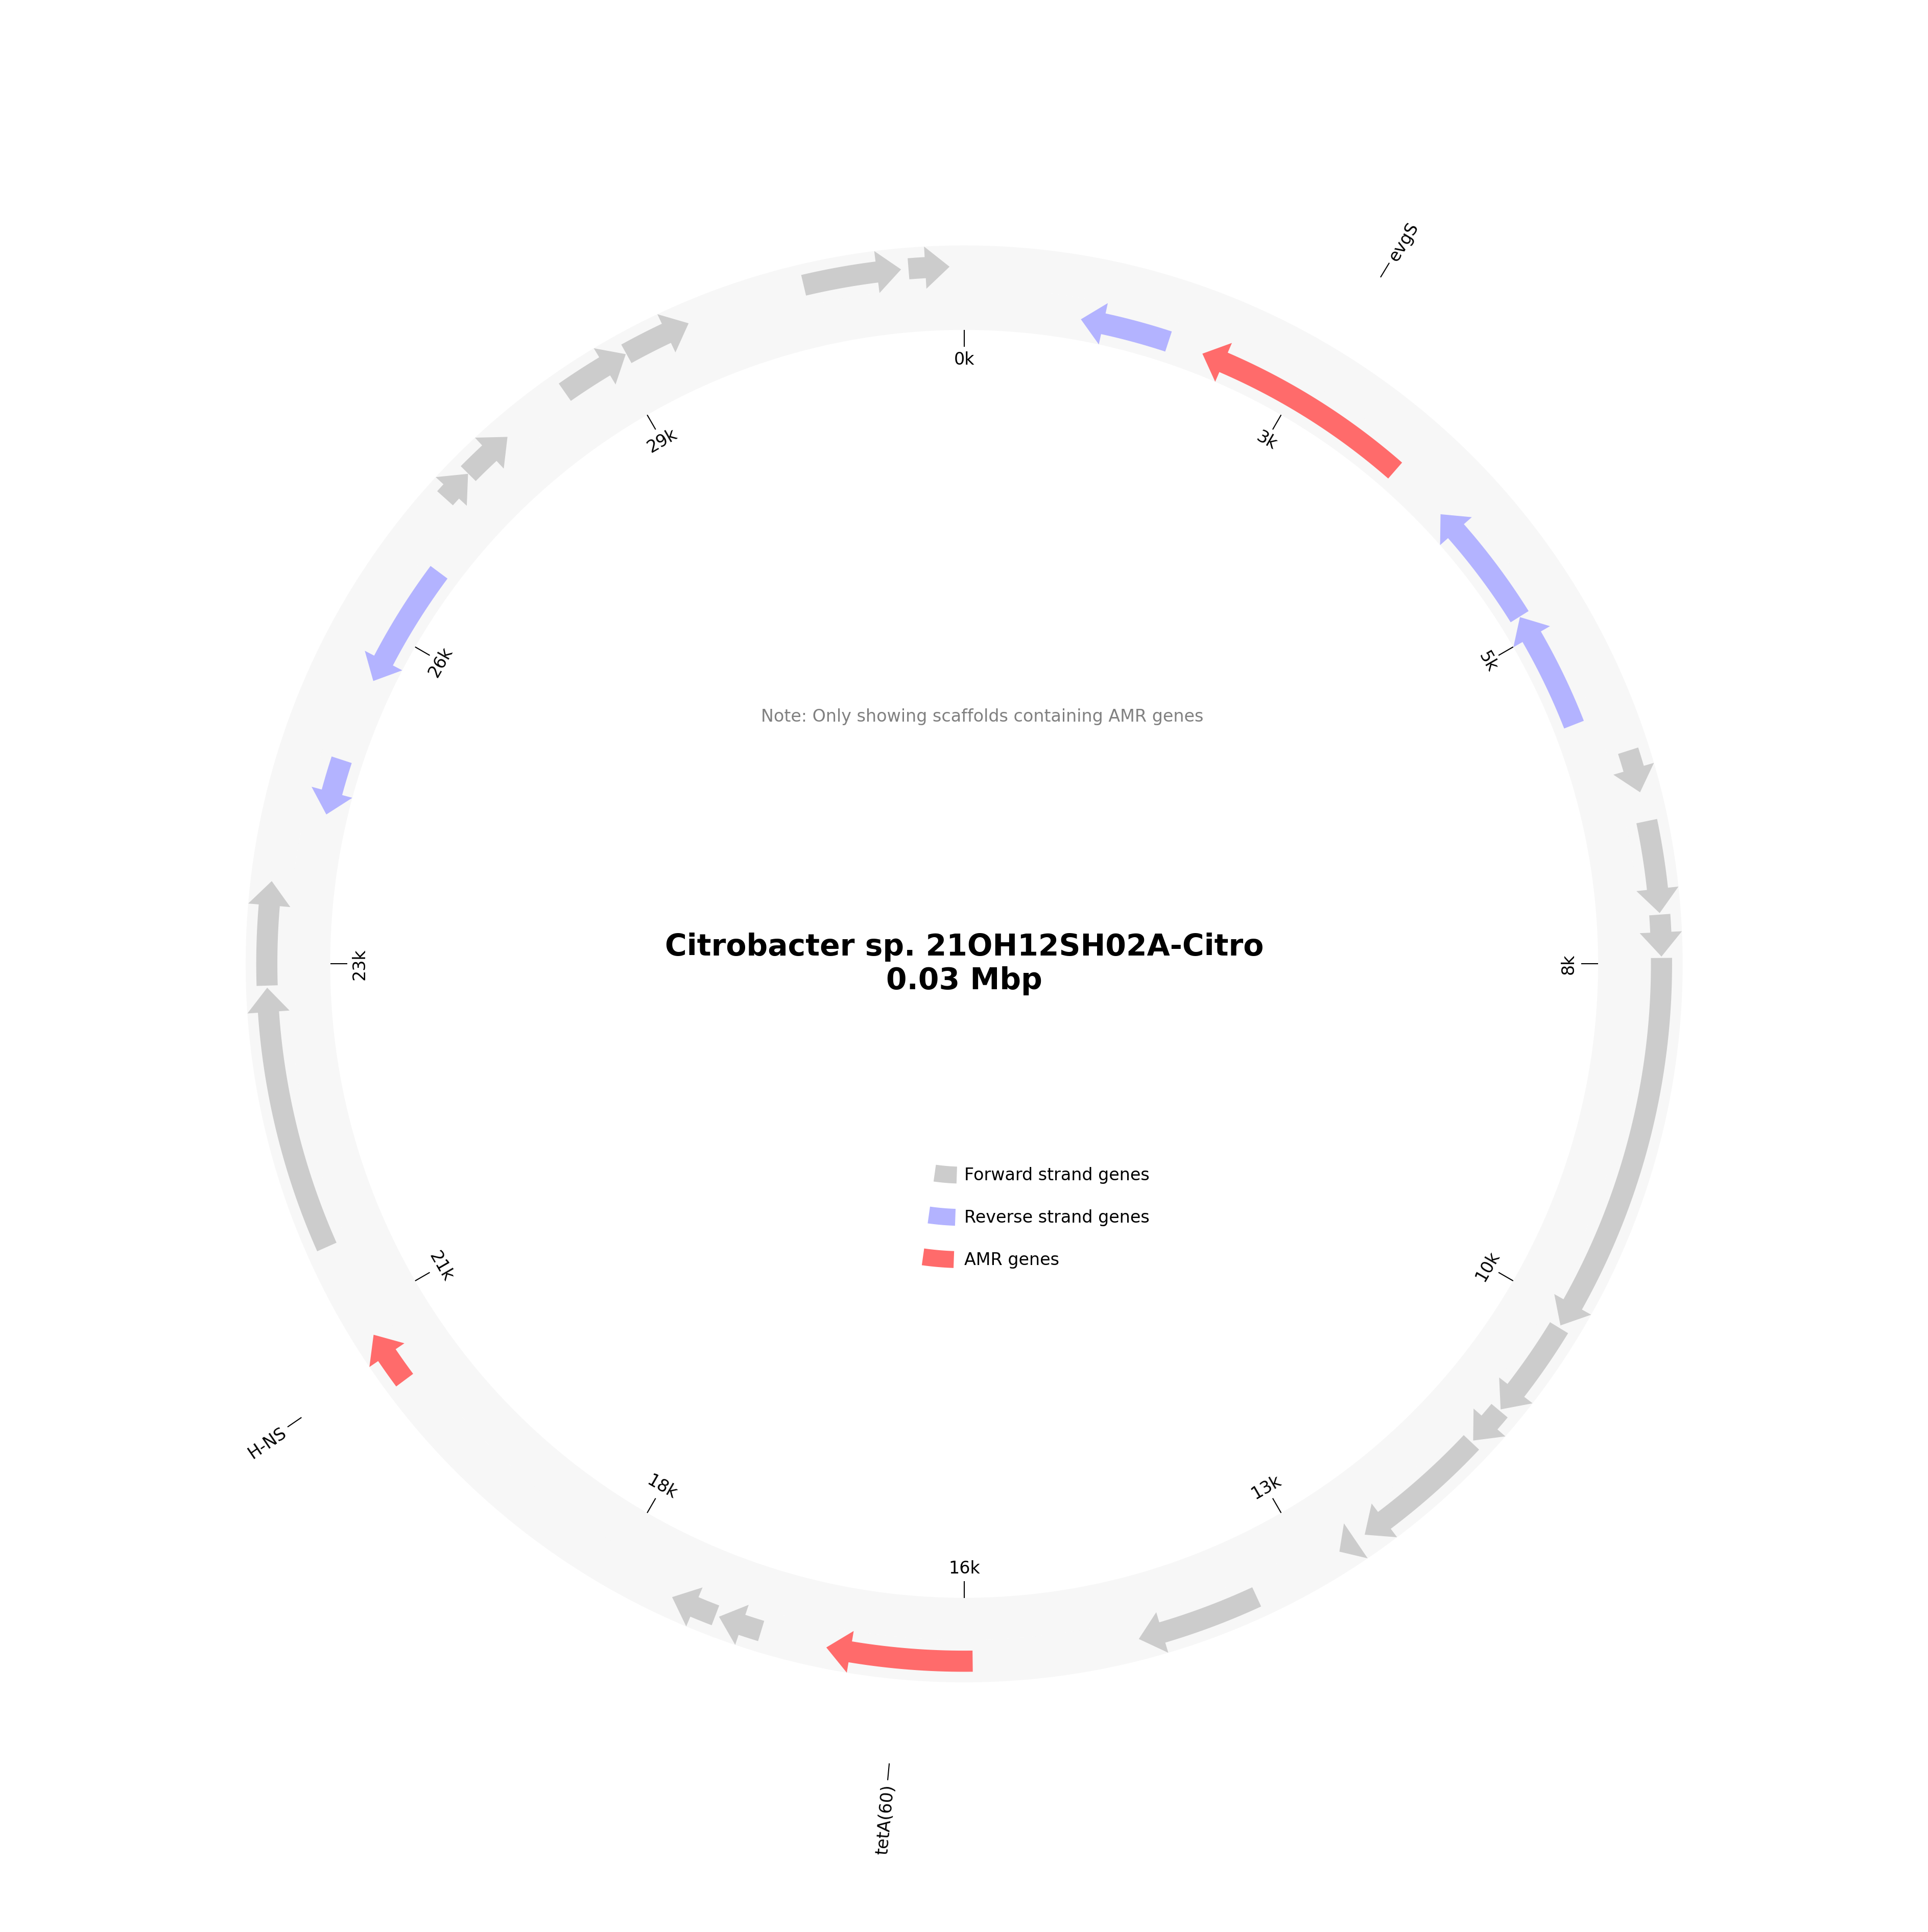 evgS
0k
29k
3k
26k
5k
Note: Only showing scaffolds containing AMR genes
Citrobacter sp. 21OH12SH02A-Citro
0.03 Mbp
23k
8k
Forward strand genes
Reverse strand genes
AMR genes
21k
10k
H-NS
18k
13k
16k
tetA(60)